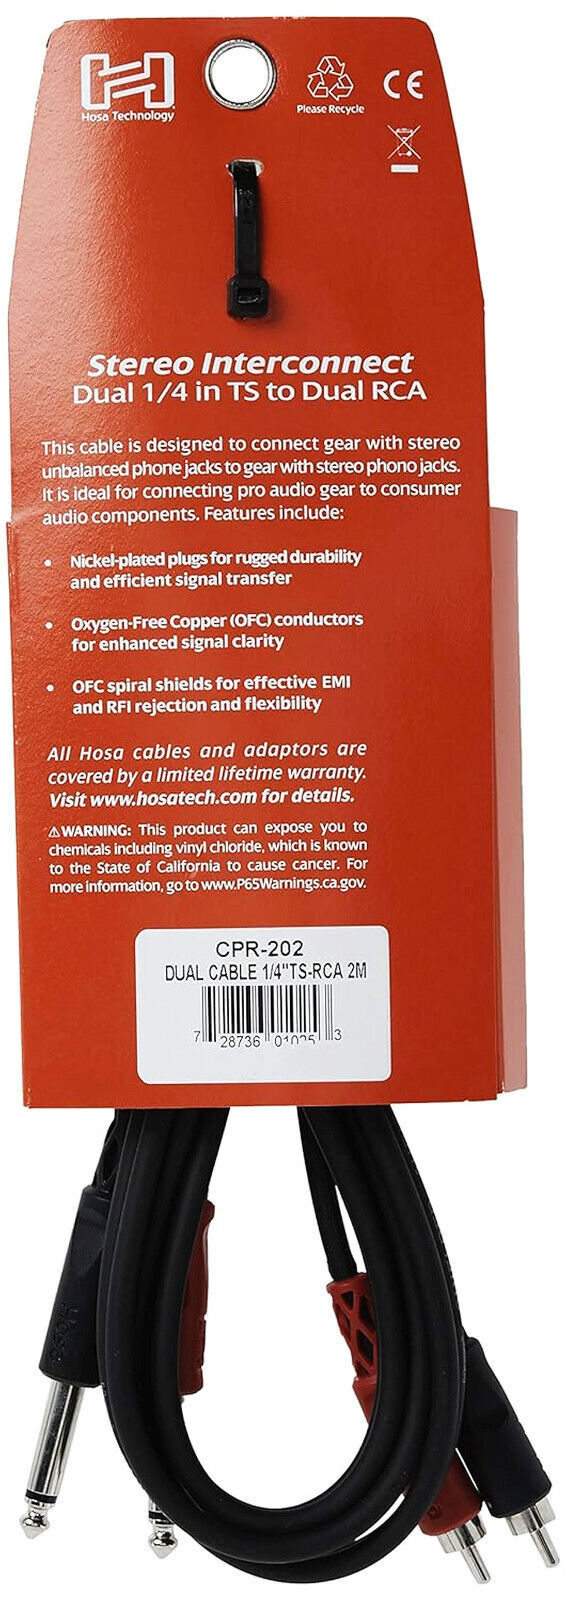 Hosa Technology
Please Recycle
CE
Stereo Interconnect
Dual 1/4 in TS to Dual RCA
This cable is designed to connect gear with stereo
unbalanced phone jacks to gear with stereo phono jacks.
It is ideal for connecting pro audio gear to consumer
audio components. Features include:
• Nickel-plated plugs for rugged durability
and efficient signal transfer
• Oxygen-Free Copper (OFC) conductors
for enhanced signal clarity
• OFC spiral shields for effective EMI
and RFI rejection and flexibility
All Hosa cables and adaptors are
covered by a limited lifetime warranty.
Visit www.hosatech.com for details.
⚠WARNING: This product can expose you to
chemicals including vinyl chloride, which is known
to the State of California to cause cancer. For
more information, go to www.P65Warnings.ca.gov.
CPR-202
DUAL CABLE 1/4"TS-RCA 2M
7 28736 01025 3
Hosa